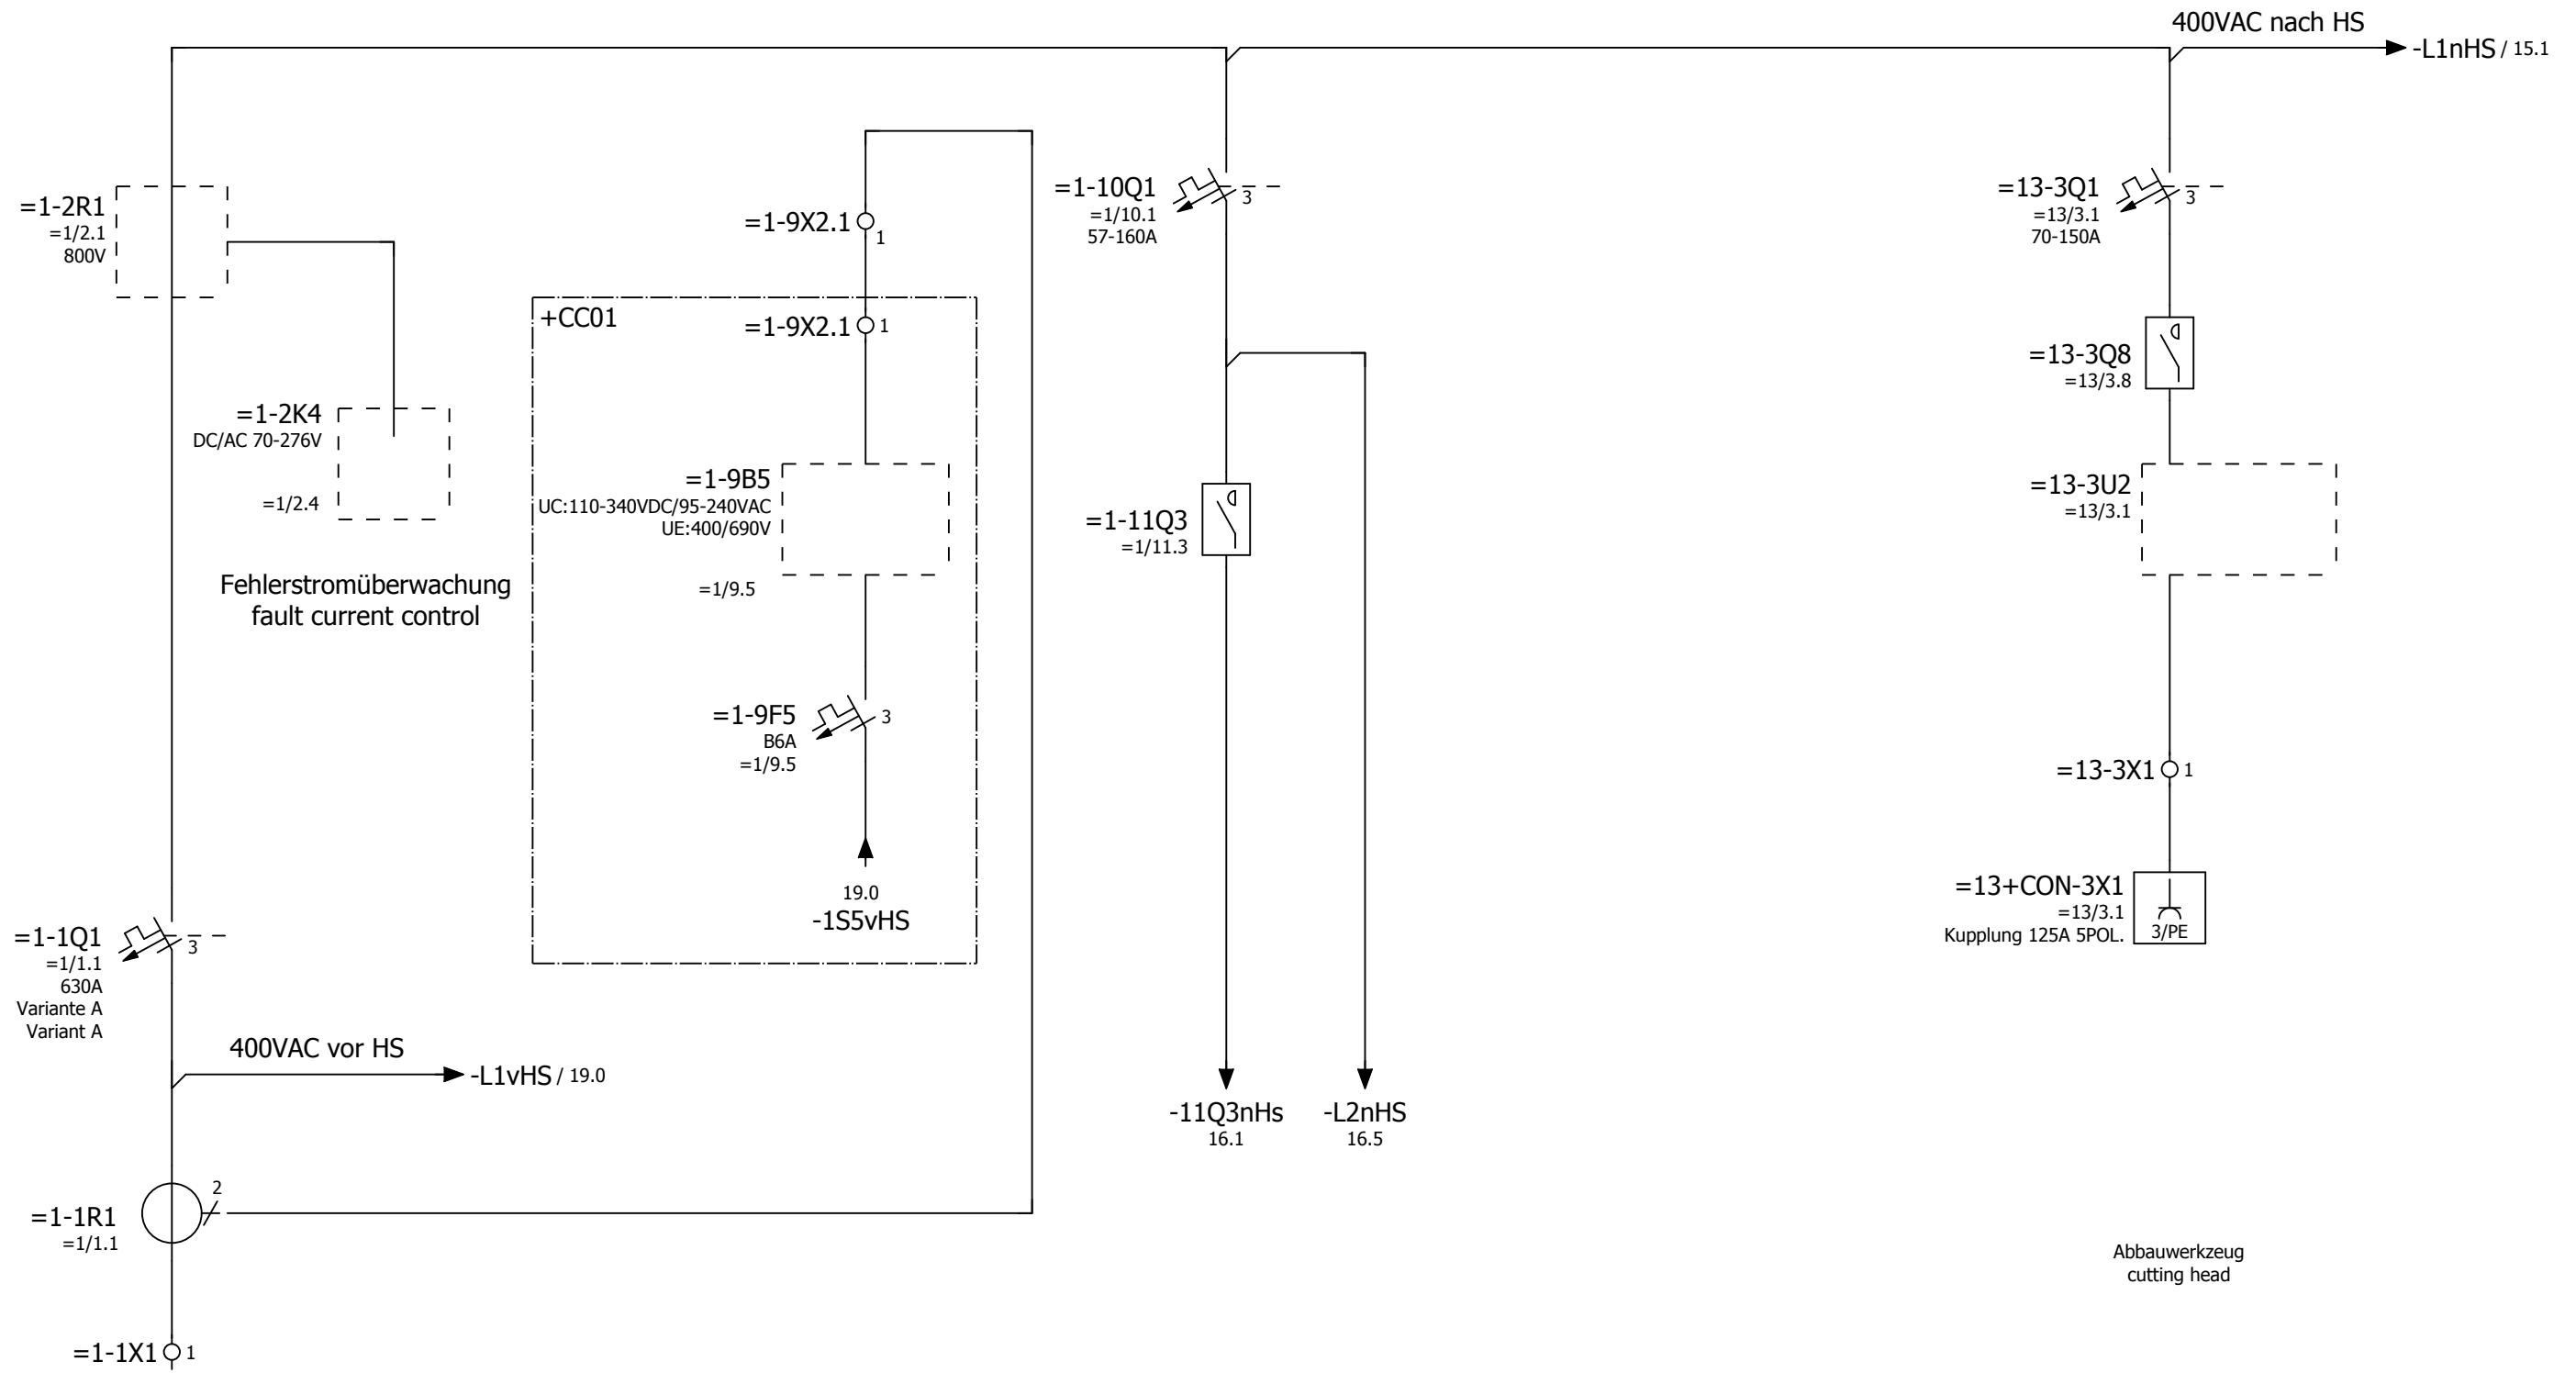 400VAC nach HS
-L1nHS / 15.1
=1-2R1
=1/2.1
800V
=1-2K4
DC/AC 70-276V
=1/2.4
Fehlerstromüberwachung
fault current control
=1-9X2.1
1
+CC01
=1-9X2.1
1
=1-9B5
UC:110-340VDC/95-240VAC
UE:400/690V
=1/9.5
=1-9F5
B6A
=1/9.5
3
19.0
-1S5vHS
=1-10Q1
=1/10.1
57-160A
3
=1-11Q3
=1/11.3
-11Q3nHs
16.1
-L2nHS
16.5
=13-3Q1
=13/3.1
70-150A
3
=13-3Q8
=13/3.8
=13-3U2
=13/3.1
=13-3X1
1
=13+CON-3X1
=13/3.1
Kupplung 125A 5POL.
3/PE
Abbauwerkzeug
cutting head
=1-1Q1
=1/1.1
630A
Variante A
Variant A
3
400VAC vor HS
-L1vHS / 19.0
=1-1R1
=1/1.1
2
=1-1X1
1